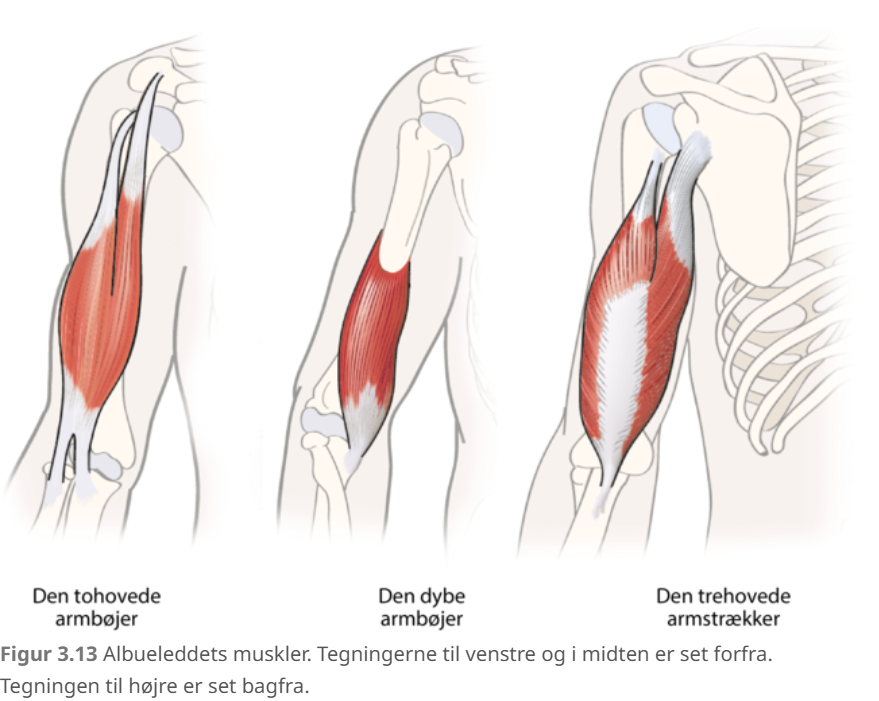 Den tohovede
armbøjer
Den dybe
armbøjer
Den trehovede
armstrækker
Figur 3.13 Albueleddets muskler. Tegningerne til venstre og i midten er set forfra.
Tegningen til højre er set bagfra.